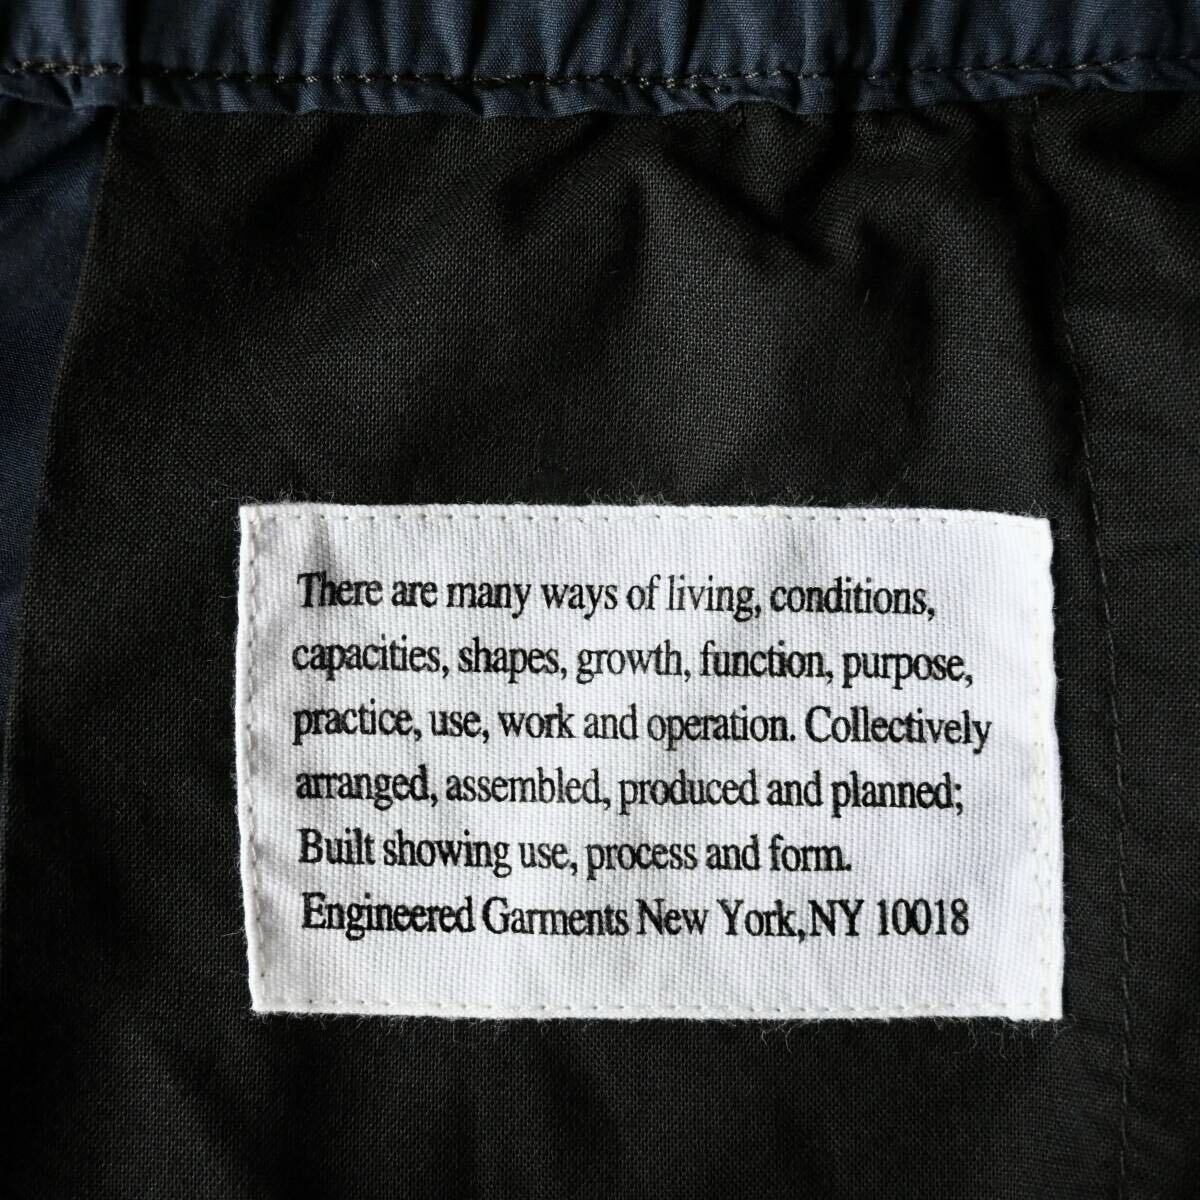 There are many ways of living, conditions,
capacities, shapes, growth, function, purpose,
practice, use, work and operation. Collectively
arranged, assembled, produced and planned;
Built showing use, process and form.
Engineered Garments New York,NY 10018